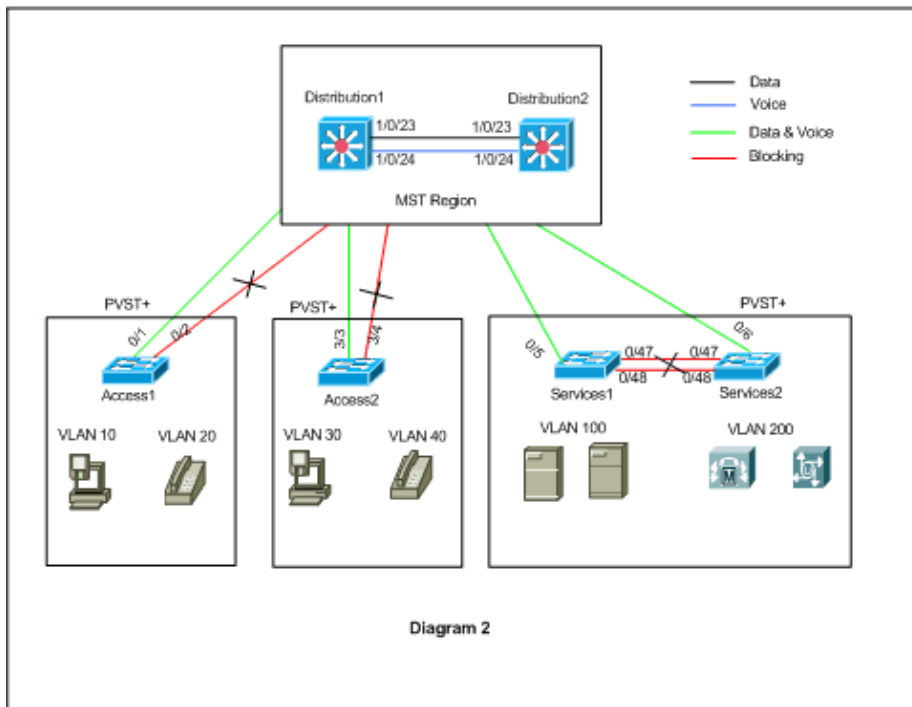 Distribution1
Distribution2
1/0/23
1/0/23
1/0/24
1/0/24
MST Region
Data
Voice
Data & Voice
Blocking
PVST+
0/1
0/2
Access1
VLAN 10
VLAN 20
PVST+
3/3
3/4
Access2
VLAN 30
VLAN 40
PVST+
0/5
0/6
0/47
0/47
0/48
0/48
Services1
Services2
VLAN 100
VLAN 200
M
U
Diagram 2